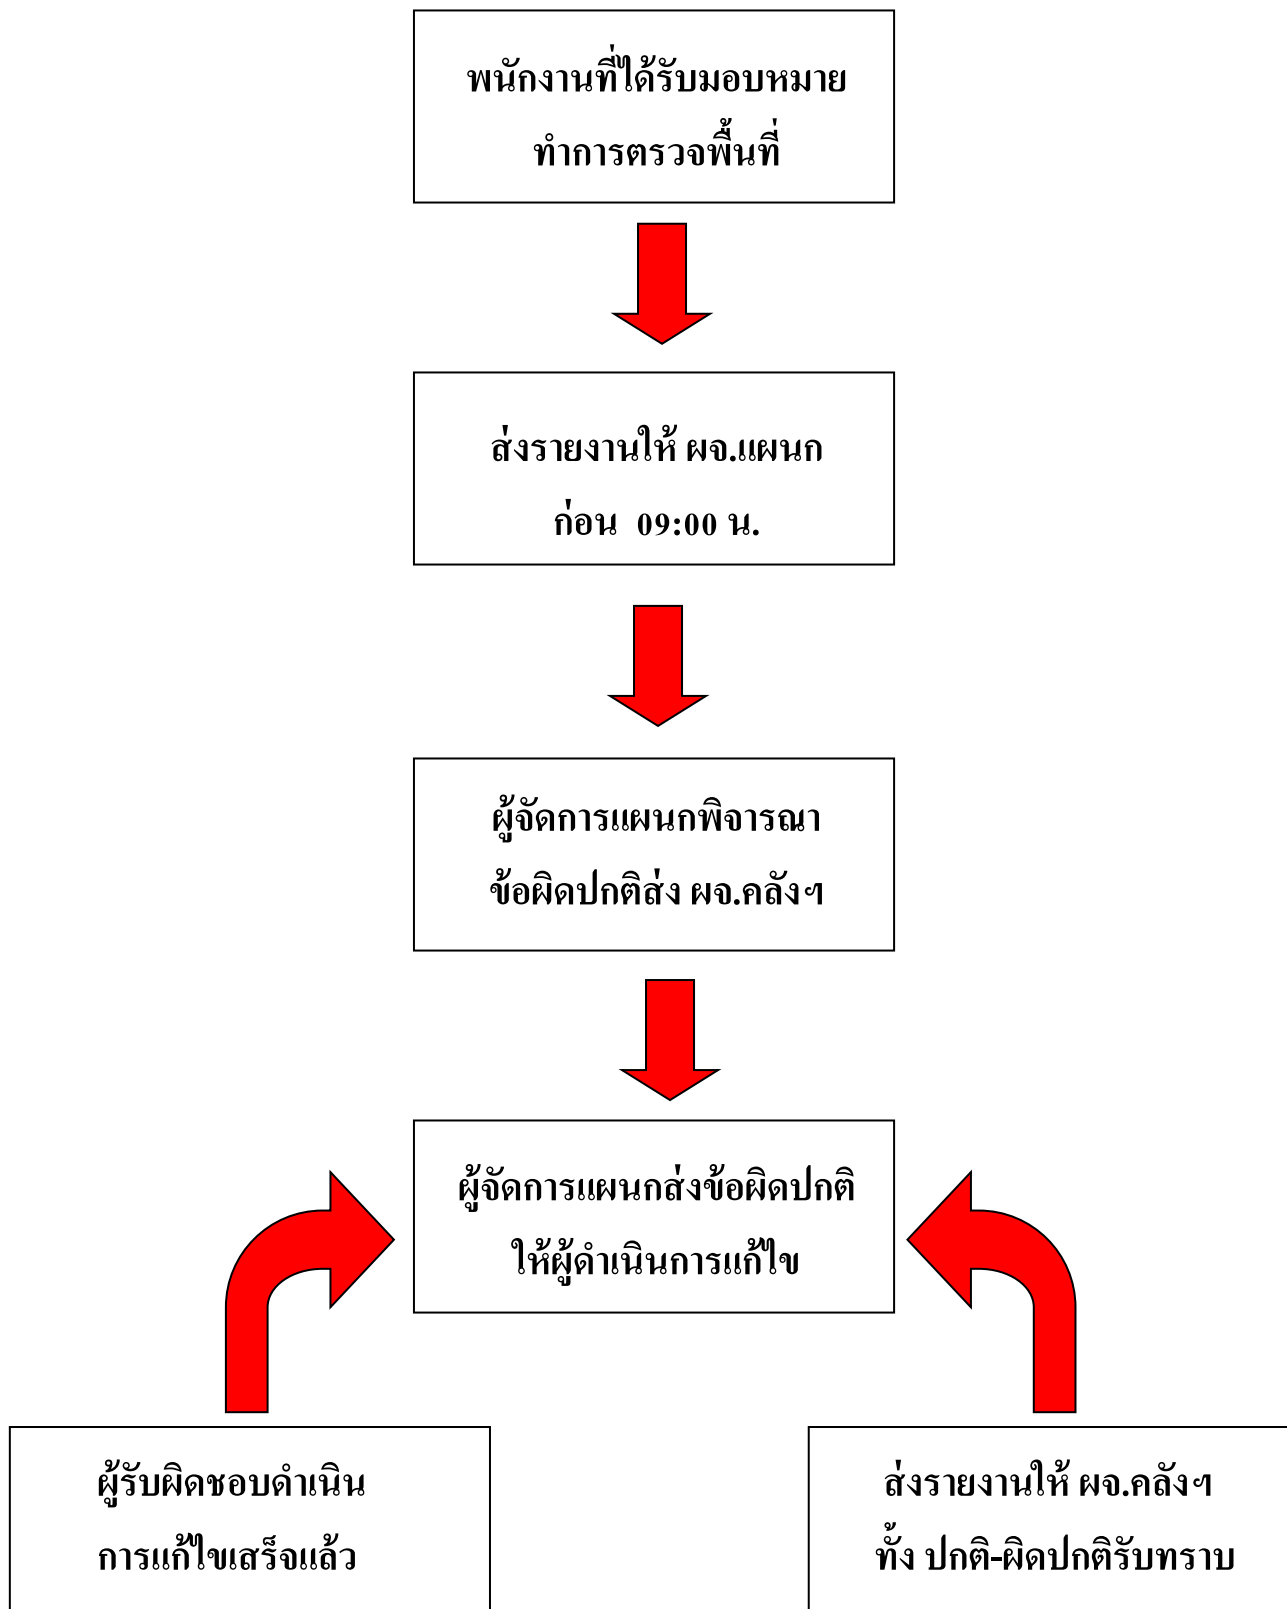 พนักงานที่ได้รับมอบหมาย
ทำการตรวจพื้นที่
ส่งรายงานให้ ผจ.แผนก
ก่อน  09:00 น.
ผู้จัดการแผนกพิจารณา
ข้อผิดปกติส่ง ผจ.คลังฯ
ผู้จัดการแผนกส่งข้อผิดปกติ
ให้ผู้ดำเนินการแก้ไข
ผู้รับผิดชอบดำเนิน
การแก้ไขเสร็จแล้ว
ส่งรายงานให้ ผจ.คลังฯ
ทั้ง ปกติ-ผิดปกติรับทราบ